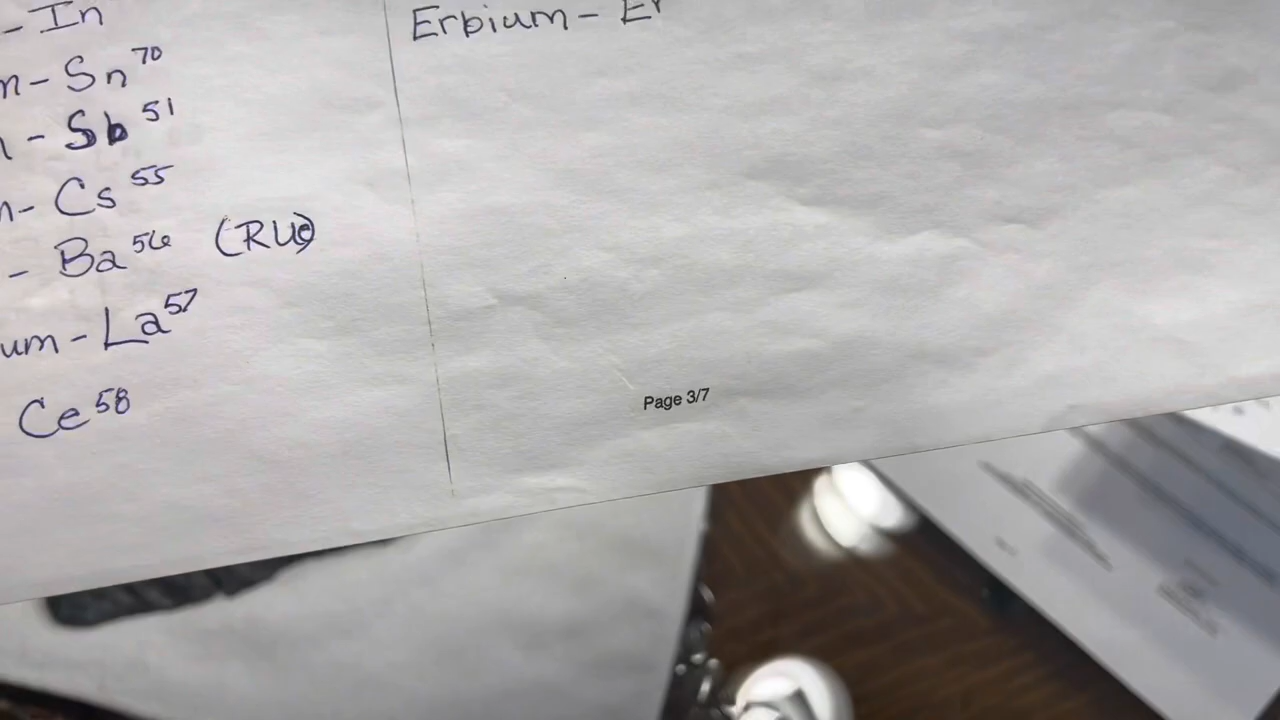 - In
Erbium - Er
m - Sn 70
- Sb 51
- Cs 55
- Ba 56
um - La 57
Ce 58
Page 3/7